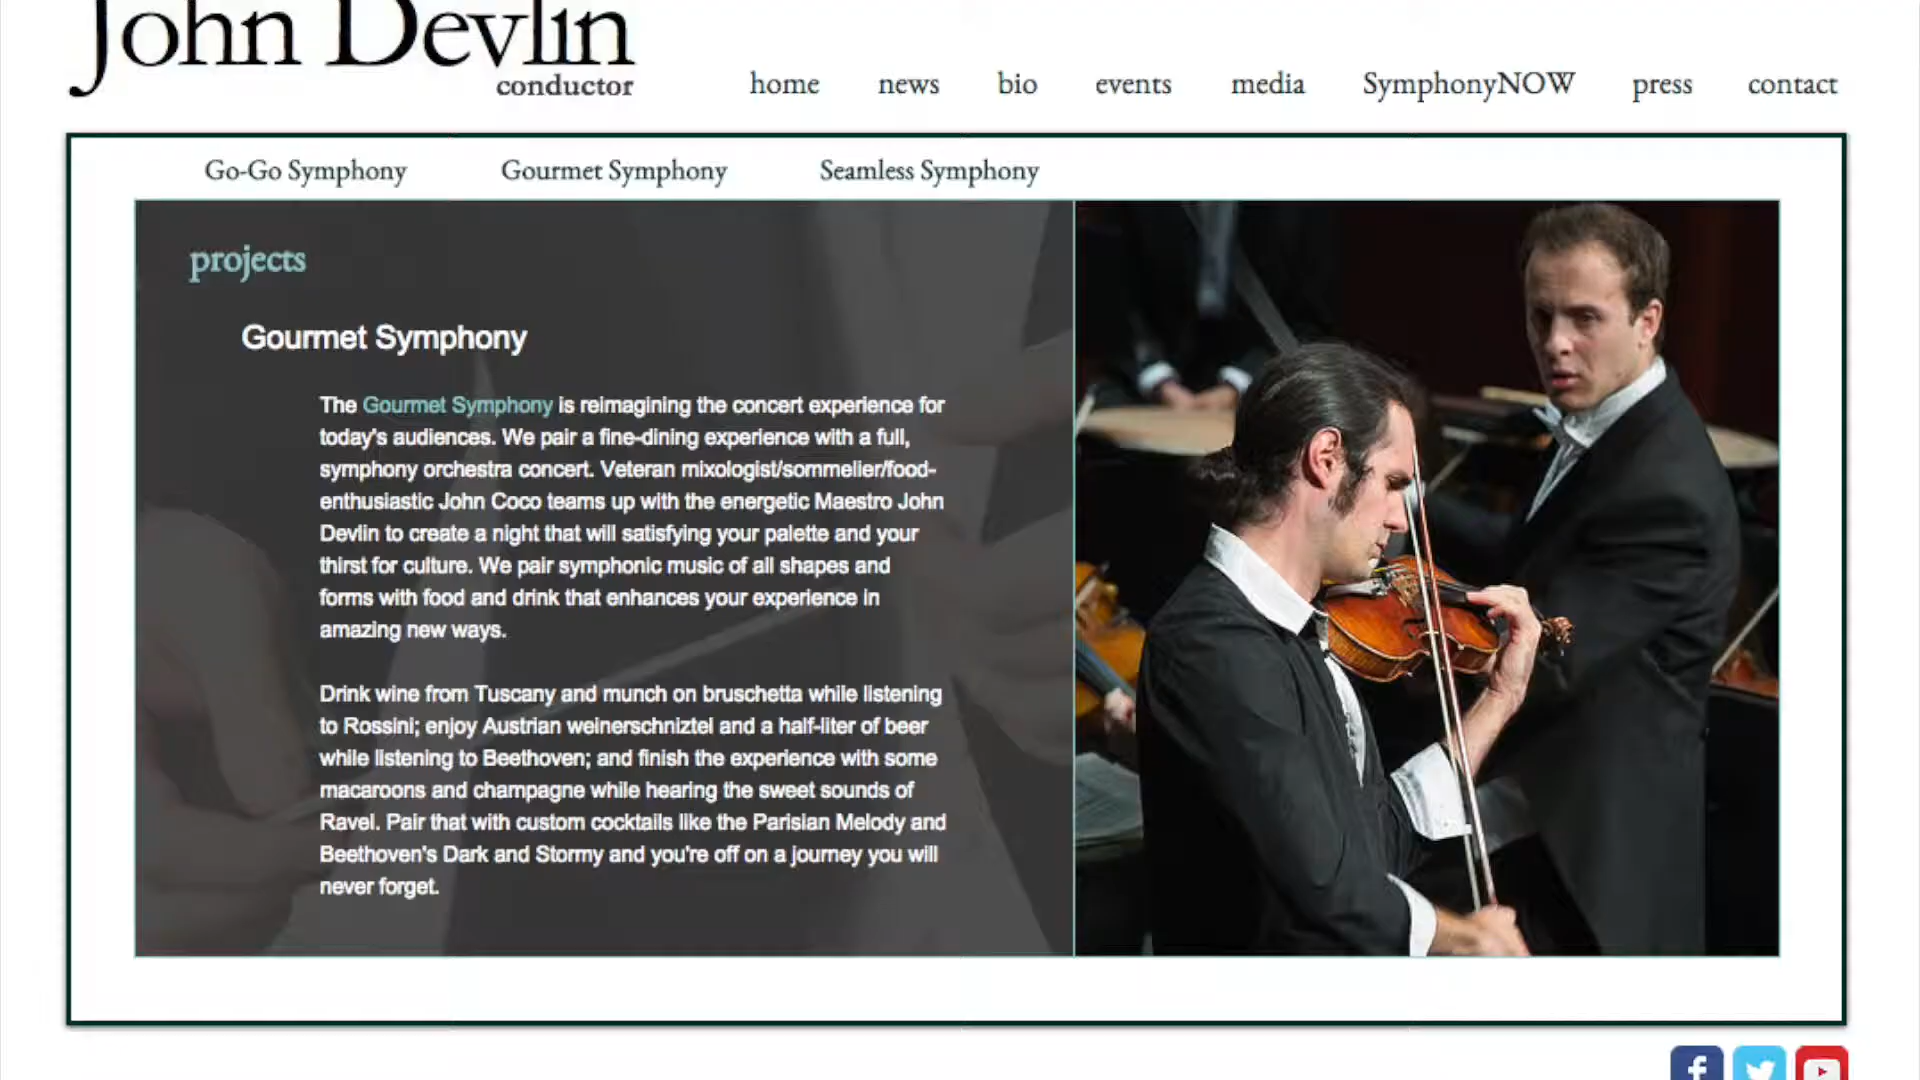 John Devlin
conductor
home news bio events media SymphonyNOW press contact
Go-Go Symphony Gourmet Symphony Seamless Symphony
projects
Gourmet Symphony
The Gourmet Symphony is reimagining the concert experience for
today's audiences. We pair a fine-dining experience with a full,
symphony orchestra concert. Veteran mixologist/sommelier/food-
enthusiastic John Coco teams up with the energetic Maestro John
Devlin to create a night that will satisfying your palette and your
thirst for culture. We pair symphonic music of all shapes and
forms with food and drink that enhances your experience in
amazing new ways.
Drink wine from Tuscany and munch on bruschetta while listening
to Rossini; enjoy Austrian weinerschniztel and a half-liter of beer
while listening to Beethoven; and finish the experience with some
macaroons and champagne while hearing the sweet sounds of
Ravel. Pair that with custom cocktails like the Parisian Melody and
Beethoven's Dark and Stormy and you're off on a journey you will
never forget.